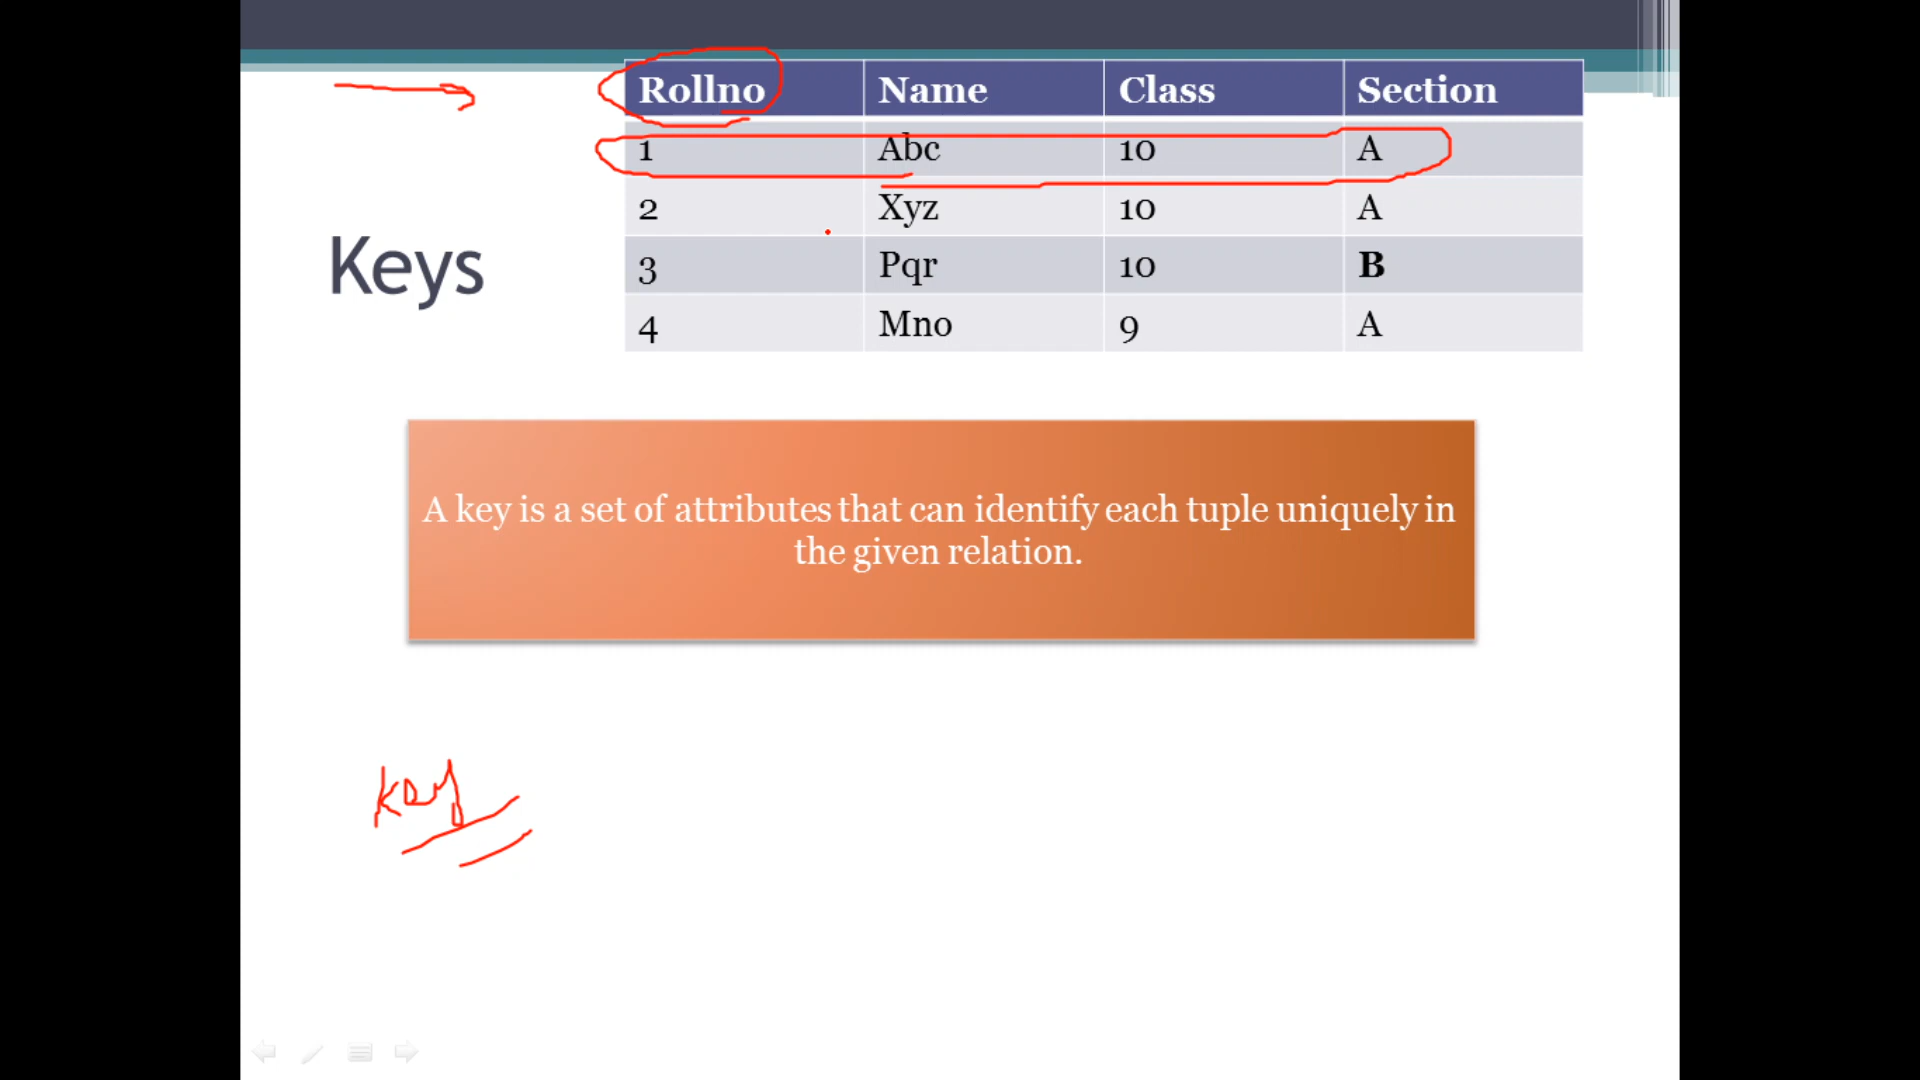 Rollno Name Class Section
1 Abc 10 A
2 Xyz 10 A
3 Pqr 10 B
4 Mno 9 A
Keys
A key is a set of attributes that can identify each tuple uniquely in
the given relation.
key